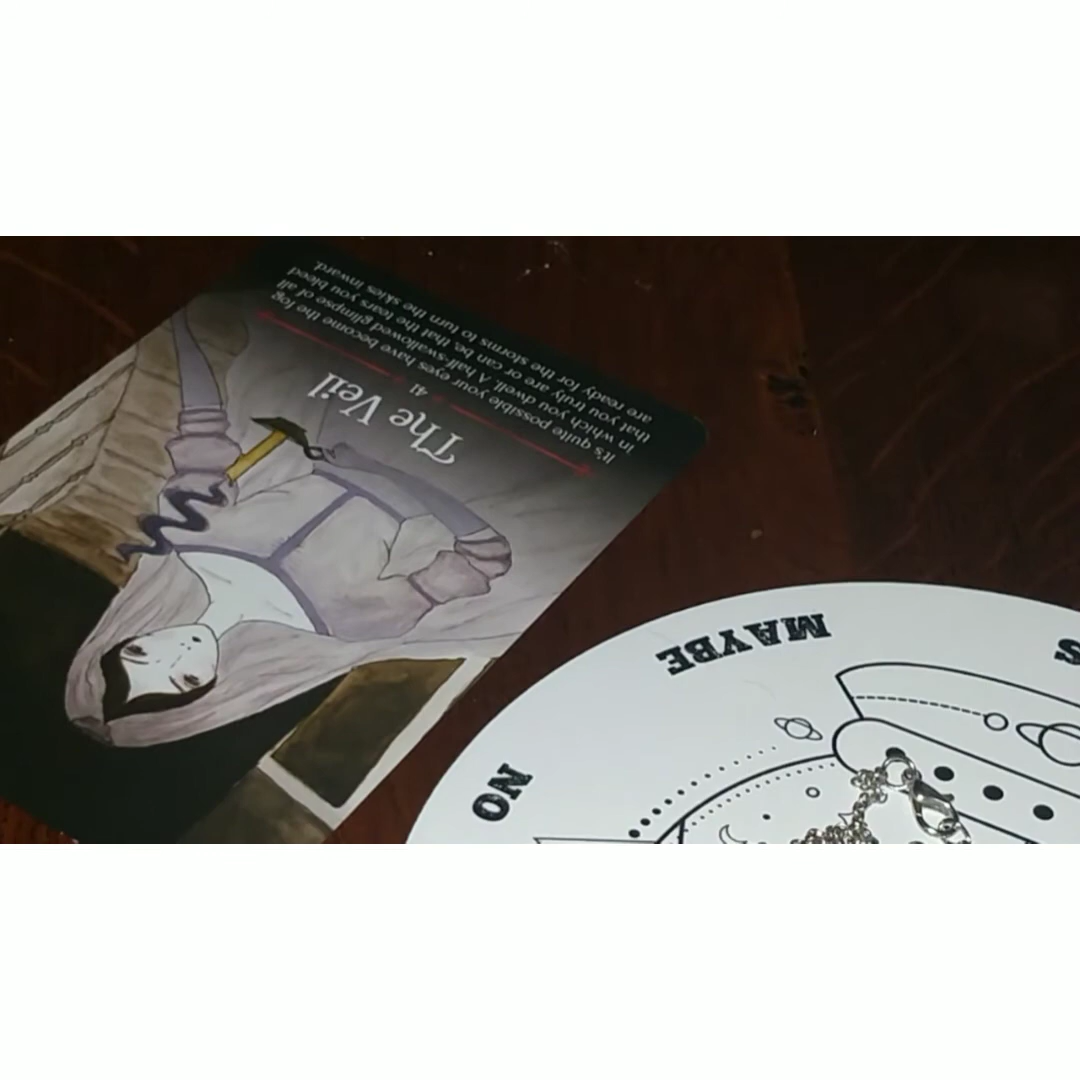 The Veil
41
It's quite possible your eyes have become the fog
in which you dwell. A half-swallowed glimpse of all
that you truly are or can be, that the tears you bleed
are ready for the storms to turn the skies inward.
NO
MAYBE
S